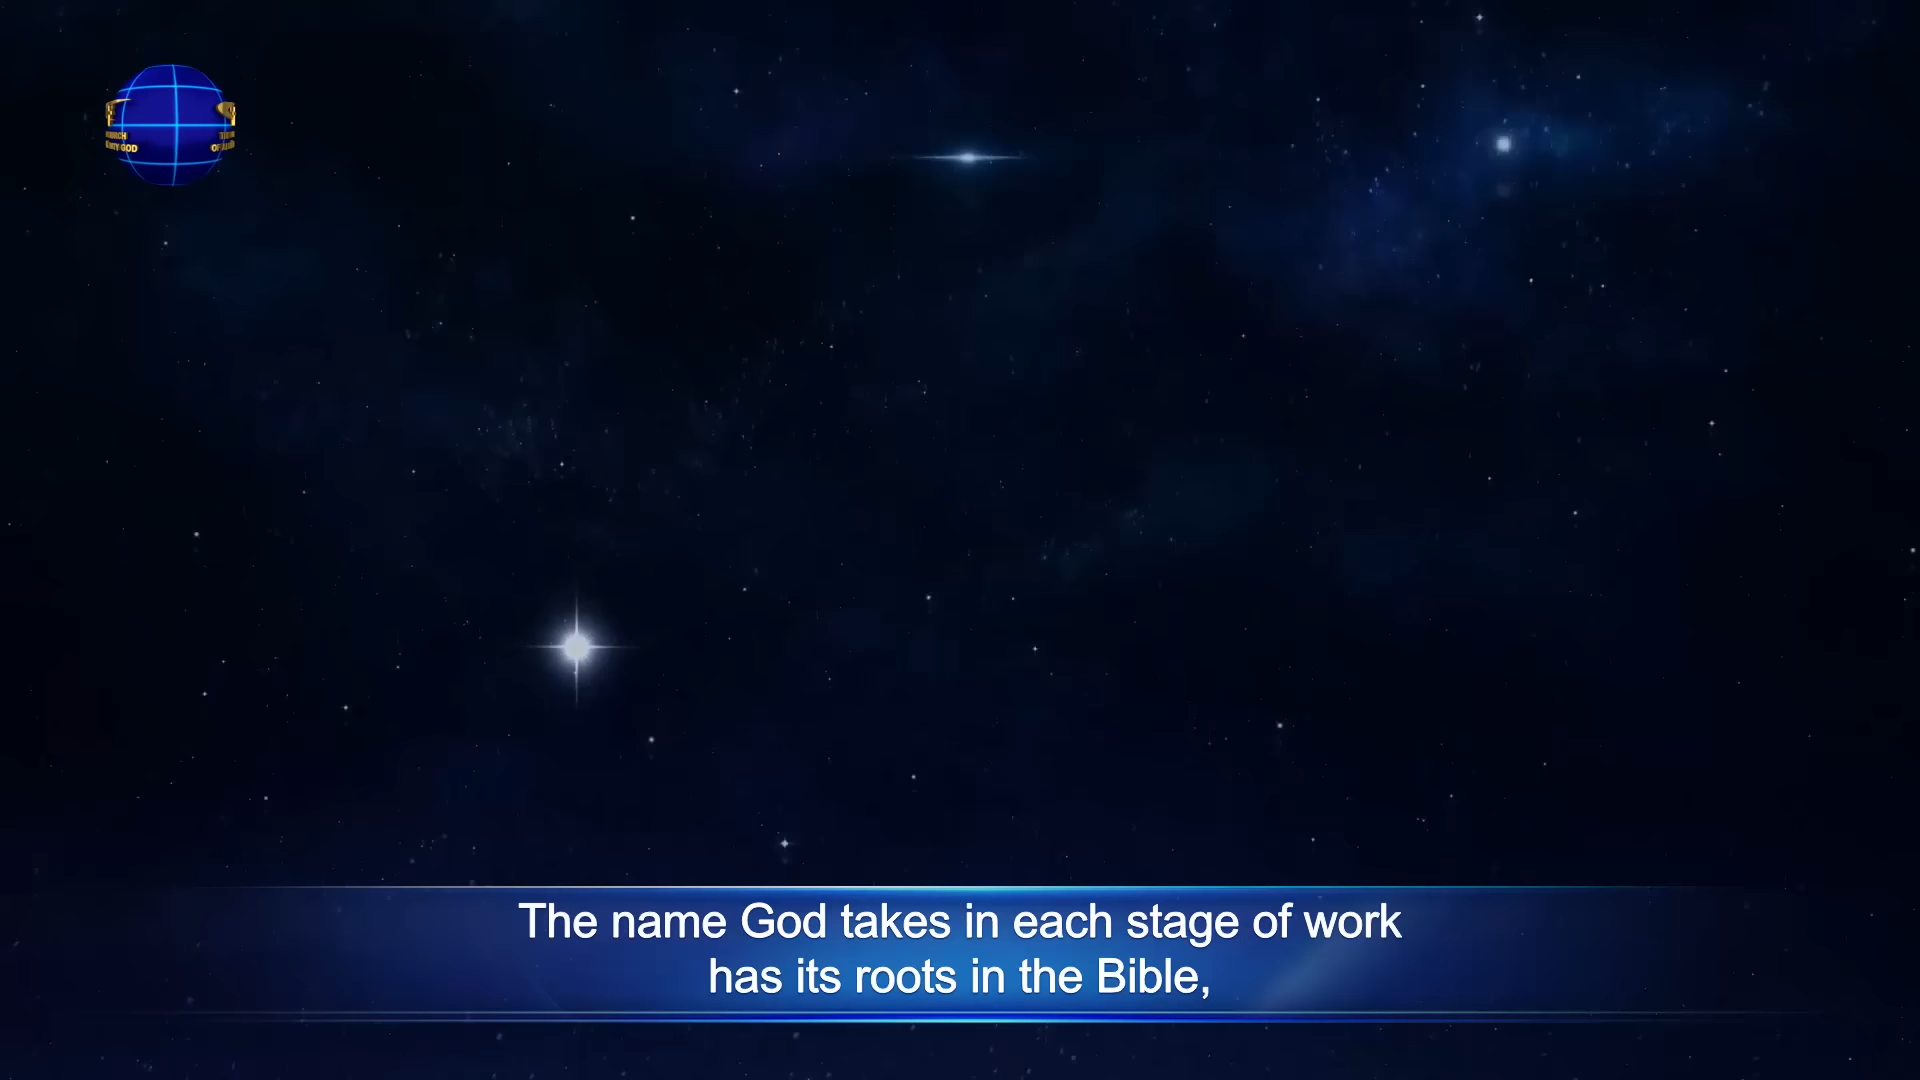 The name God takes in each stage of work
has its roots in the Bible,